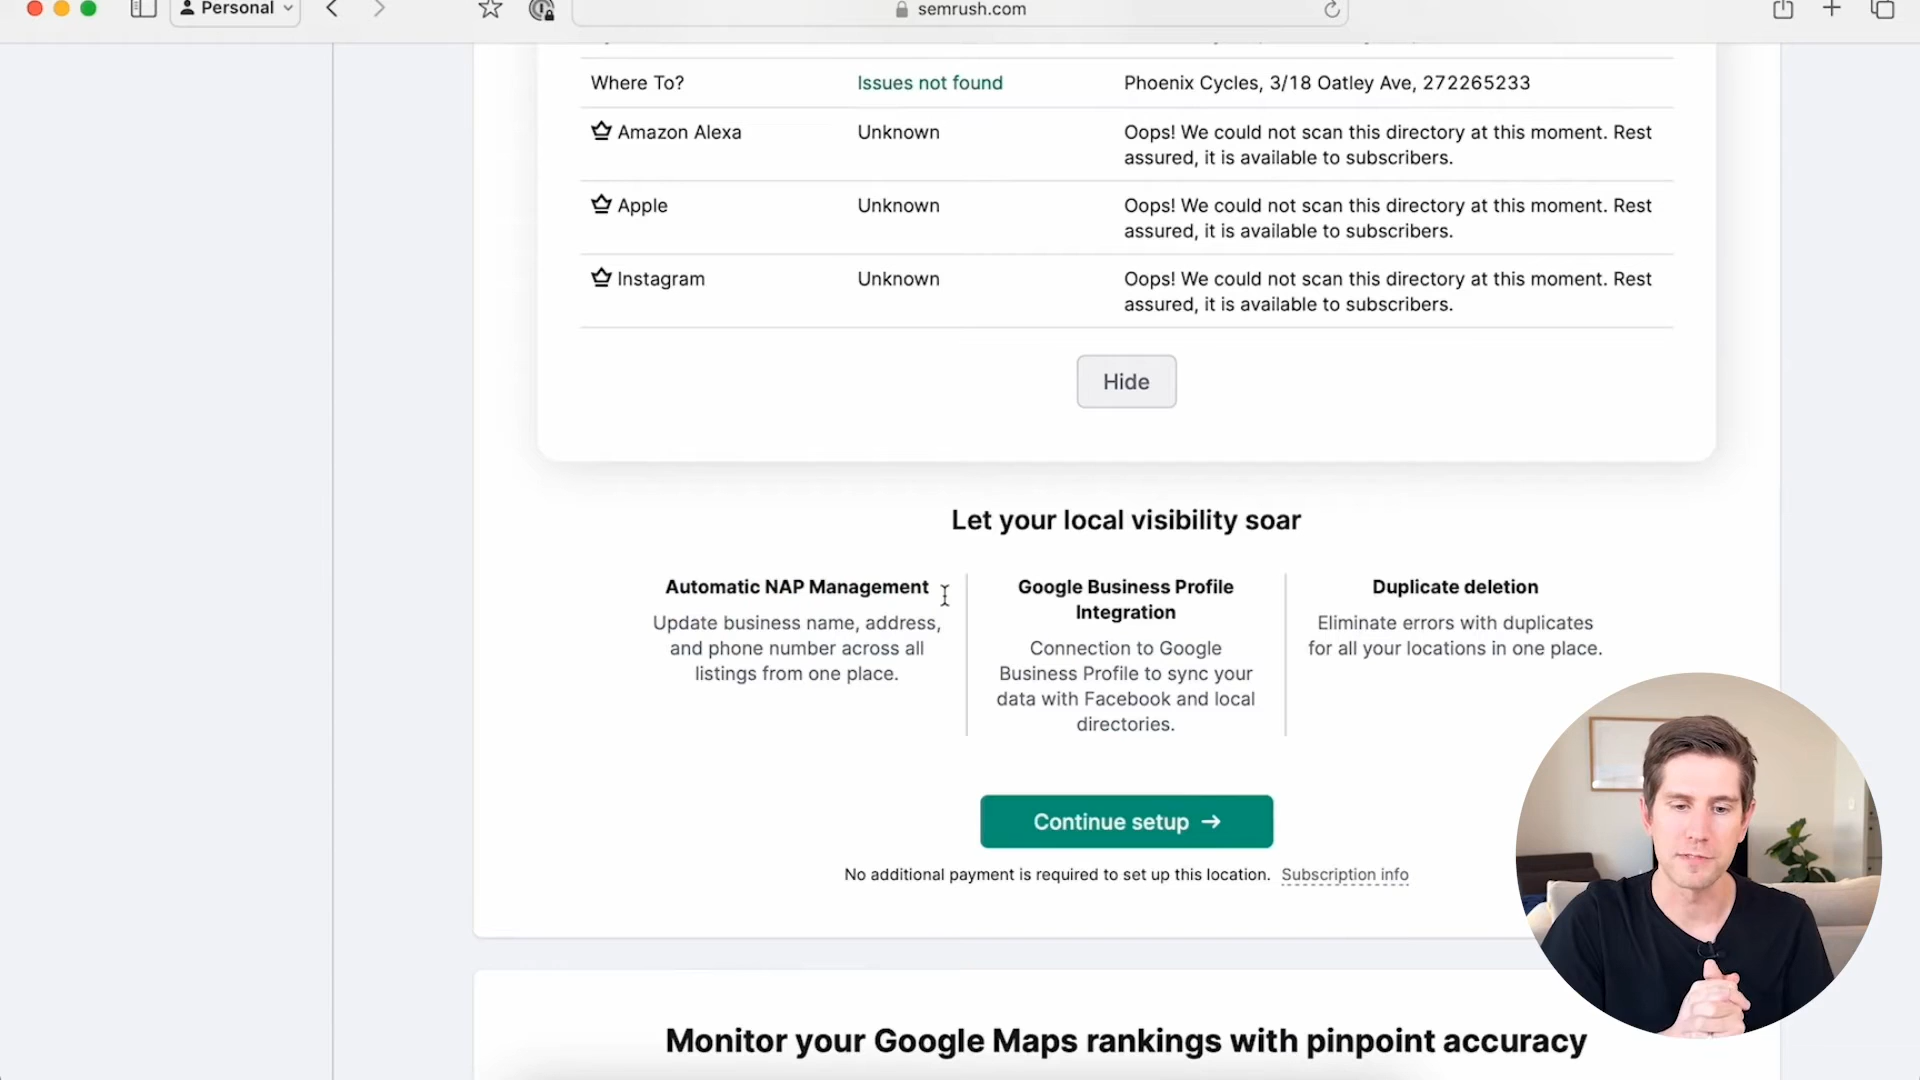 Personal
semrush.com
Where To?
Issues not found
Phoenix Cycles, 3/18 Oatley Ave, 272265233
Amazon Alexa
Unknown
Oops! We could not scan this directory at this moment. Rest
assured, it is available to subscribers.
Apple
Unknown
Oops! We could not scan this directory at this moment. Rest
assured, it is available to subscribers.
Instagram
Unknown
Oops! We could not scan this directory at this moment. Rest
assured, it is available to subscribers.
Hide
Let your local visibility soar
Automatic NAP Management
Update business name, address,
and phone number across all
listings from one place.
Google Business Profile
Integration
Connection to Google
Business Profile to sync your
data with Facebook and local
directories.
Duplicate deletion
Eliminate errors with duplicates
for all your locations in one place.
Continue setup →
No additional payment is required to set up this location. Subscription info
Monitor your Google Maps rankings with pinpoint accuracy